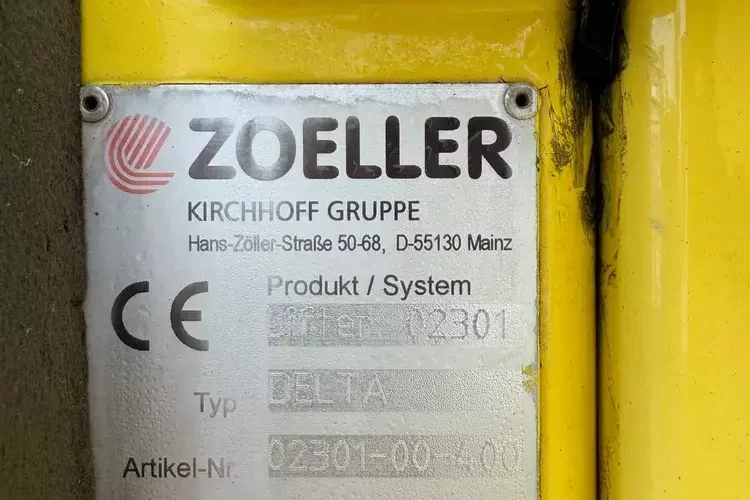 ZOELLER
KIRCHHOFF GRUPPE
Hans-Zöller-Straße 50-68, D-55130 Mainz
CE
Produkt / System
Lifter 02301
Typ DELTA
Artikel-Nr. 02301-00-400